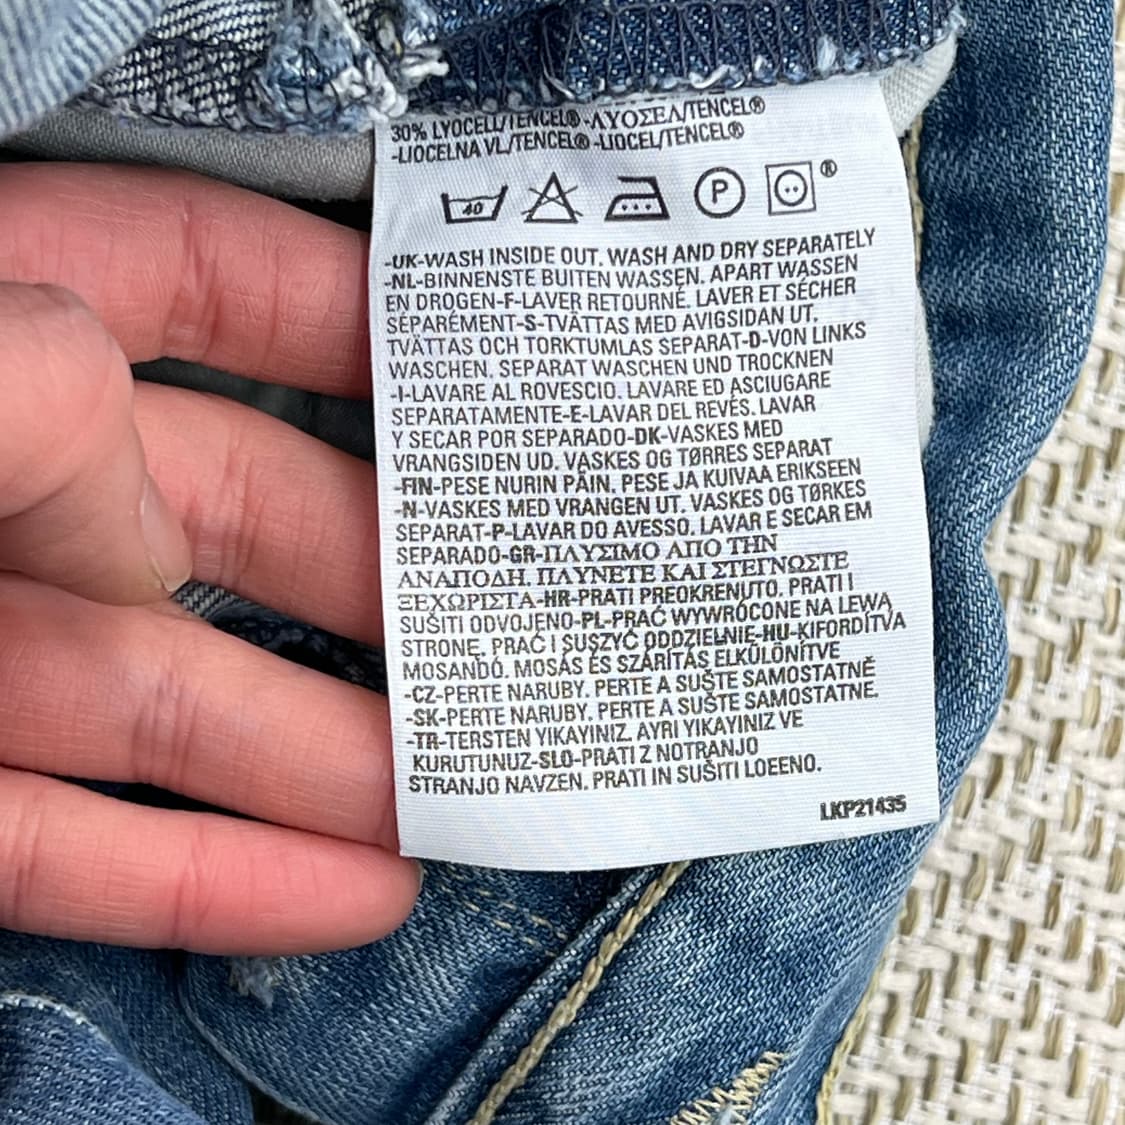 30% LYOCELL/TENCEL® -ΛΥΟΣΕΛ/TENCEL®
-LIOCELNA VL/TENCEL® -LIOCEL/TENCEL®
40 P ®
-UK-WASH INSIDE OUT. WASH AND DRY SEPARATELY
-NL-BINNENSTE BUITEN WASSEN. APART WASSEN
EN DROGEN-F-LAVER RETOURNÉ. LAVER ET SÉCHER
SÉPARÉMENT-S-TVÄTTAS MED AVIGSIDAN UT.
TVÄTTAS OCH TORKTUMLAS SEPARAT-D-VON LINKS
WASCHEN. SEPARAT WASCHEN UND TROCKNEN
-I-LAVARE AL ROVESCIO. LAVARE ED ASCIUGARE
SEPARATAMENTE-E-LAVAR DEL REVÉS. LAVAR
Y SECAR POR SEPARADO-DK-VASKES MED
VRANGSIDEN UD. VASKES OG TØRRES SEPARAT
-FIN-PESE NURIN PÄIN. PESE JA KUIVAA ERIKSEEN
-N-VASKES MED VRANGEN UT. VASKES OG TØRKES
SEPARAT-P-LAVAR DO AVESSO. LAVAR E SECAR EM
SEPARADO-GR-ΠΛΥΣΙΜΟ ΑΠΟ ΤΗΝ
ΑΝΑΠΟΔΗ. ΠΛΥΝΕΤΕ ΚΑΙ ΣΤΕΓΝΩΣΤΕ
ΞΕΧΩΡΙΣΤΑ-HR-PRATI PREOKRENUTO. PRATI I
SUŠITI ODVOJENO-PL-PRAĆ WYWRÓCONE NA LEWĄ
STRONĘ. PRAĆ I SUSZYĆ ODDZIELNIE-HU-KIFORDÍTVA
MOSANDÓ. MOSÁS ÉS SZÁRÍTÁS ELKÜLÖNÍTVE
-CZ-PERTE NARUBY. PERTE A SUŠTE SAMOSTATNĚ
-SK-PERTE NARUBY. PERTE A SUŠTE SAMOSTATNE.
-TR-TERSTEN YIKAYINIZ. AYRI YIKAYINIZ VE
KURUTUNUZ-SLO-PRATI Z NOTRANJO
STRANJO NAVZEN. PRATI IN SUŠITI LOEENO.
LKP21435